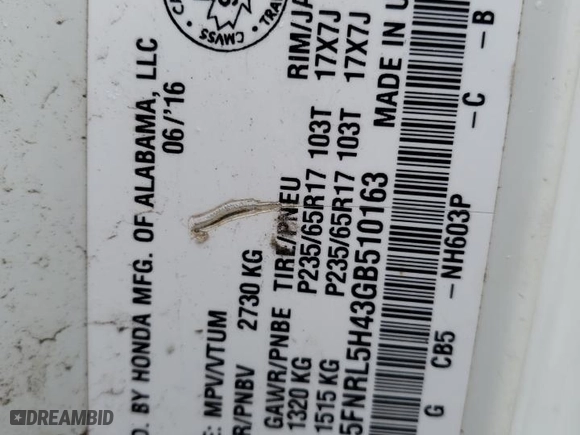 CMVSS
D. BY HONDA MFG. OF ALABAMA, LLC
06/'16
E: MPV/VTUM
R/PNBV 2730 KG
GAWR/PNBE TIRE/PNEU RIM/JA
1320 KG P235/65R17 103T 17X7J
1515 KG P235/65R17 103T 17X7J
5FNRL5H43GB510163 MADE IN U
G CB5 -NH603P -C -B
DREAMBID